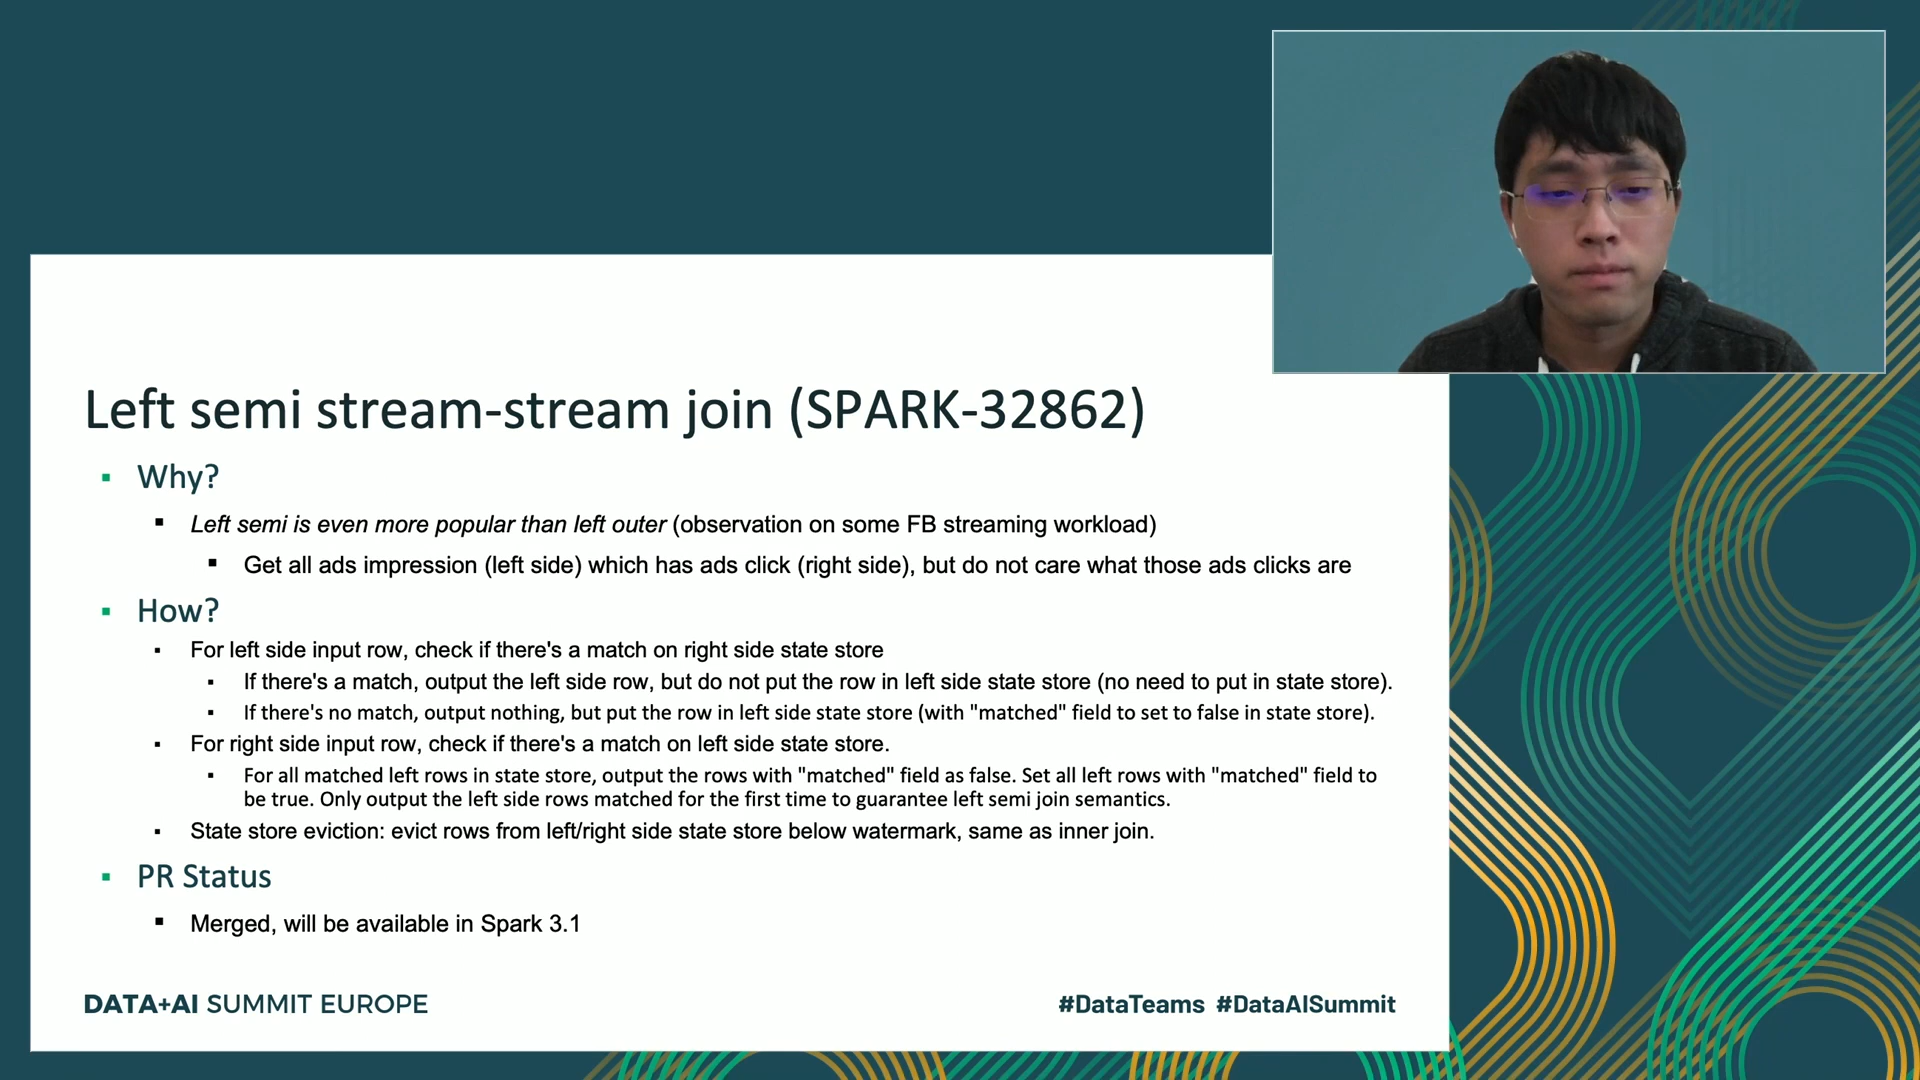 Left semi stream-stream join (SPARK-32862)
Why?
Left semi is even more popular than left outer (observation on some FB streaming workload)
Get all ads impression (left side) which has ads click (right side), but do not care what those ads clicks are
How?
For left side input row, check if there's a match on right side state store
If there's a match, output the left side row, but do not put the row in left side state store (no need to put in state store).
If there's no match, output nothing, but put the row in left side state store (with "matched" field to set to false in state store).
For right side input row, check if there's a match on left side state store.
For all matched left rows in state store, output the rows with "matched" field as false. Set all left rows with "matched" field to
be true. Only output the left side rows matched for the first time to guarantee left semi join semantics.
State store eviction: evict rows from left/right side state store below watermark, same as inner join.
PR Status
Merged, will be available in Spark 3.1
DATA+AI SUMMIT EUROPE
#DataTeams #DataAISummit